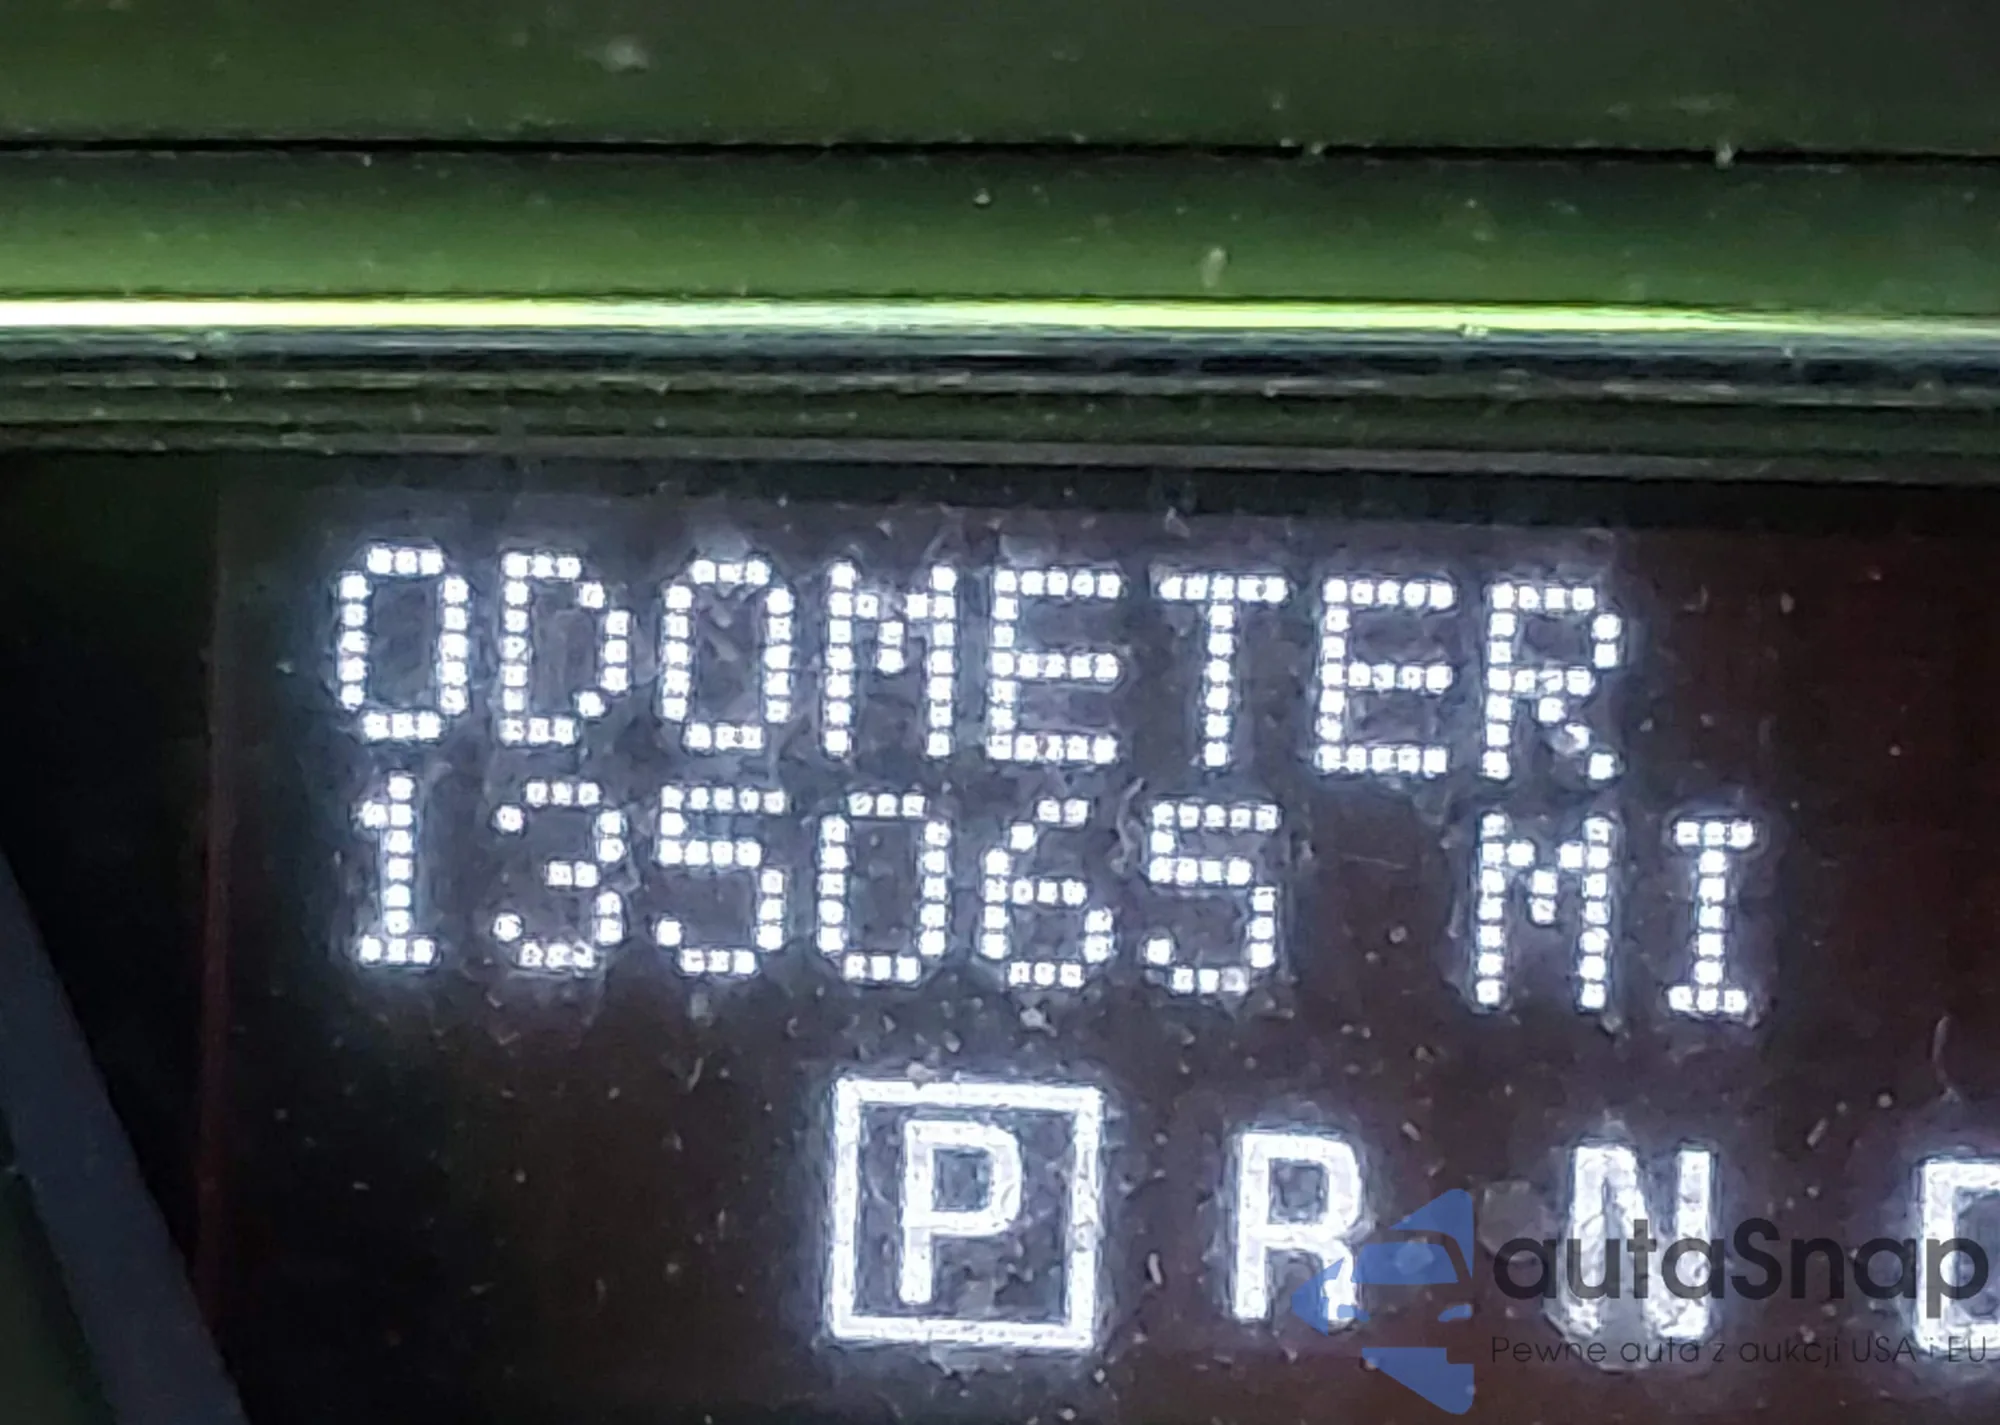 ODOMETER
135065 MI
P R N D
autaSnap
Pewne auta z aukcji USA i EU